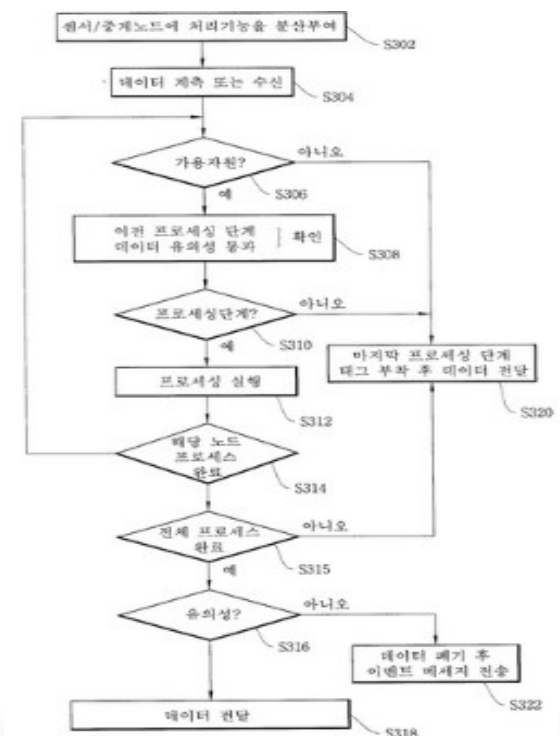 센서/중계노드에 처리기능을 분산부여
S302
데이터 계측 또는 수신
S304
가용자원?
아니오
S306
예
이전 프로세싱 단계
데이터 유의성 통과
확인
S308
프로세싱단계?
아니오
S310
예
마지막 프로세싱 단계
태그 부착 후 데이터 전달
S320
프로세싱 실행
S312
해당 노드
프로세스
완료
S314
전체 프로세스
완료
아니오
S315
예
유의성?
아니오
S316
데이터 폐기 후
이벤트 메세지 전송
S322
데이터 전달
S318